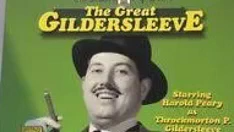 The Great
GILDERSLEEVE
Starring
Harold Peary
as
Throckmorton P.
Gildersleeve